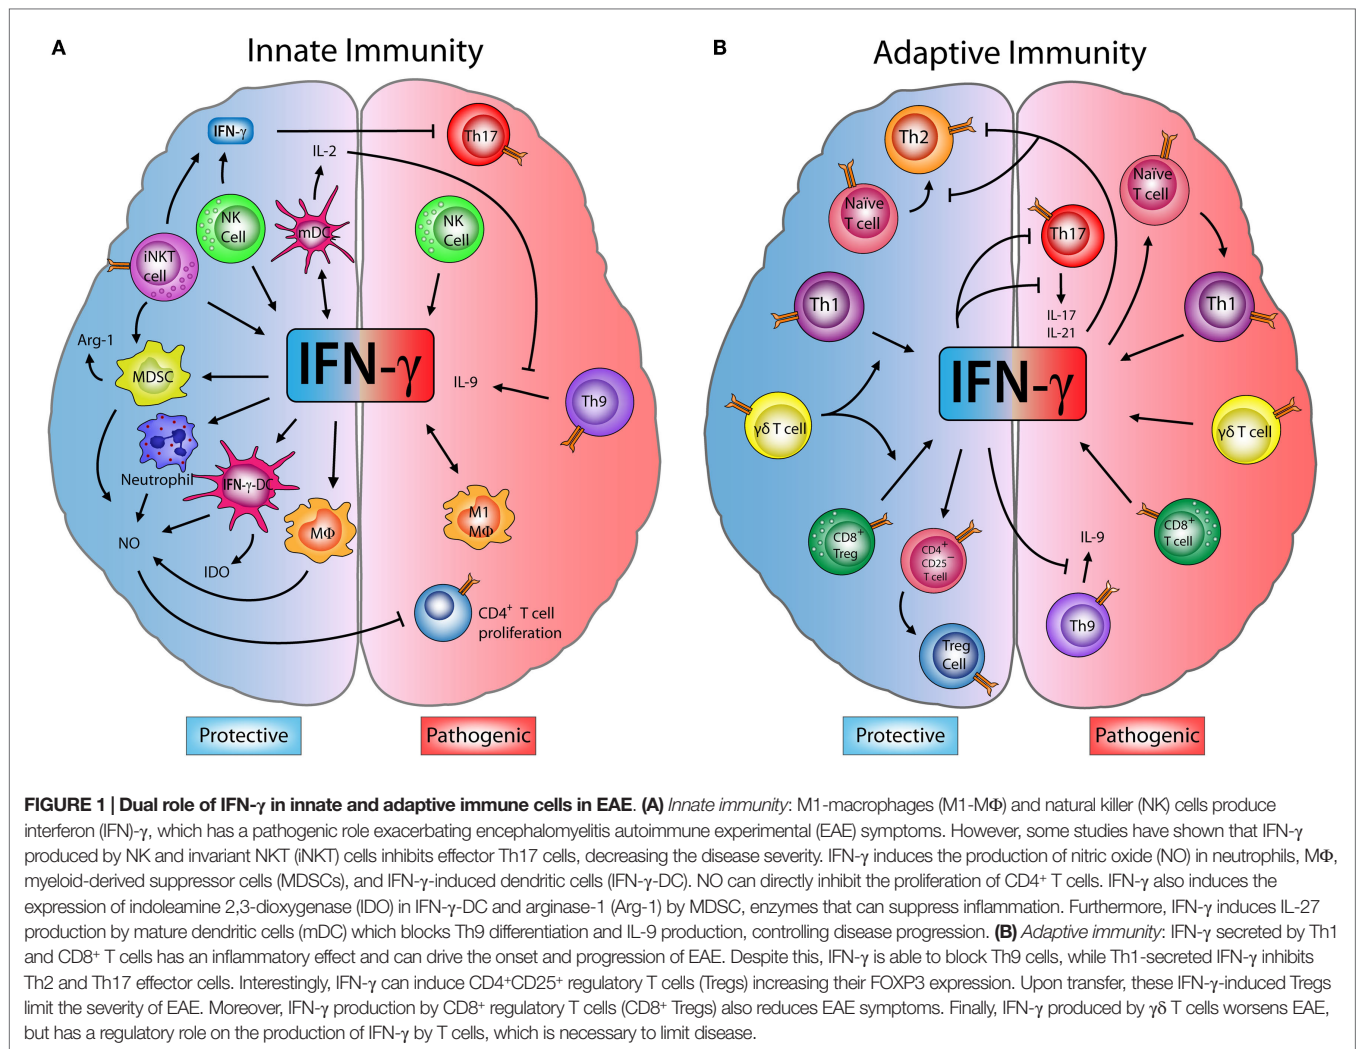 A
Innate Immunity
IFN-γ
Th17
IL-2
NK
Cell
mDC
NK
Cell
iNKT
cell
Arg-1
MDSC
IFN-γ
IL-9
Th9
Neutrophil
IFN-γ-DC
MΦ
M1
MΦ
NO
IDO
CD4⁺ T cell
proliferation
Protective
Pathogenic
B
Adaptive Immunity
Th2
Naïve
T cell
Naïve
T cell
Th17
Th1
IL-17
IL-21
Th1
IFN-γ
γδ T cell
γδ T cell
CD8⁺
Treg
CD4⁺
CD25⁻
T cell
IL-9
CD8⁺
T cell
Th9
Treg
Cell
Protective
Pathogenic
FIGURE 1 | Dual role of IFN-γ in innate and adaptive immune cells in EAE. (A) Innate immunity: M1-macrophages (M1-MΦ) and natural killer (NK) cells produce
interferon (IFN)-γ, which has a pathogenic role exacerbating encephalomyelitis autoimmune experimental (EAE) symptoms. However, some studies have shown that IFN-γ
produced by NK and invariant NKT (iNKT) cells inhibits effector Th17 cells, decreasing the disease severity. IFN-γ induces the production of nitric oxide (NO) in neutrophils, MΦ,
myeloid-derived suppressor cells (MDSCs), and IFN-γ-induced dendritic cells (IFN-γ-DC). NO can directly inhibit the proliferation of CD4⁺ T cells. IFN-γ also induces the
expression of indoleamine 2,3-dioxygenase (IDO) in IFN-γ-DC and arginase-1 (Arg-1) by MDSC, enzymes that can suppress inflammation. Furthermore, IFN-γ induces IL-27
production by mature dendritic cells (mDC) which blocks Th9 differentiation and IL-9 production, controlling disease progression. (B) Adaptive immunity: IFN-γ secreted by Th1
and CD8⁺ T cells has an inflammatory effect and can drive the onset and progression of EAE. Despite this, IFN-γ is able to block Th9 cells, while Th1-secreted IFN-γ inhibits
Th2 and Th17 effector cells. Interestingly, IFN-γ can induce CD4⁺CD25⁺ regulatory T cells (Tregs) increasing their FOXP3 expression. Upon transfer, these IFN-γ-induced Tregs
limit the severity of EAE. Moreover, IFN-γ production by CD8⁺ regulatory T cells (CD8⁺ Tregs) also reduces EAE symptoms. Finally, IFN-γ produced by γδ T cells worsens EAE,
but has a regulatory role on the production of IFN-γ by T cells, which is necessary to limit disease.